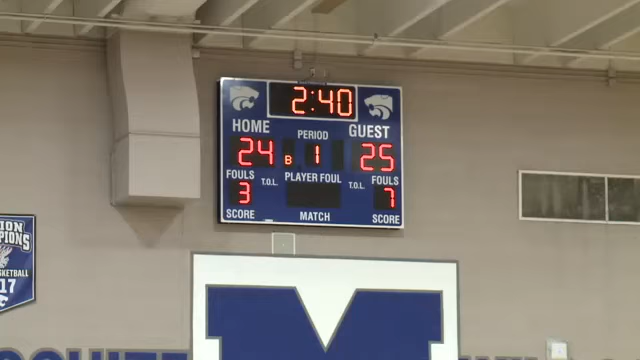 2:40
HOME PERIOD GUEST
24 B 1 25
FOULS T.O.L. PLAYER FOUL T.O.L. FOULS
3 7
SCORE MATCH SCORE
PIONS
KETBALL
17
M